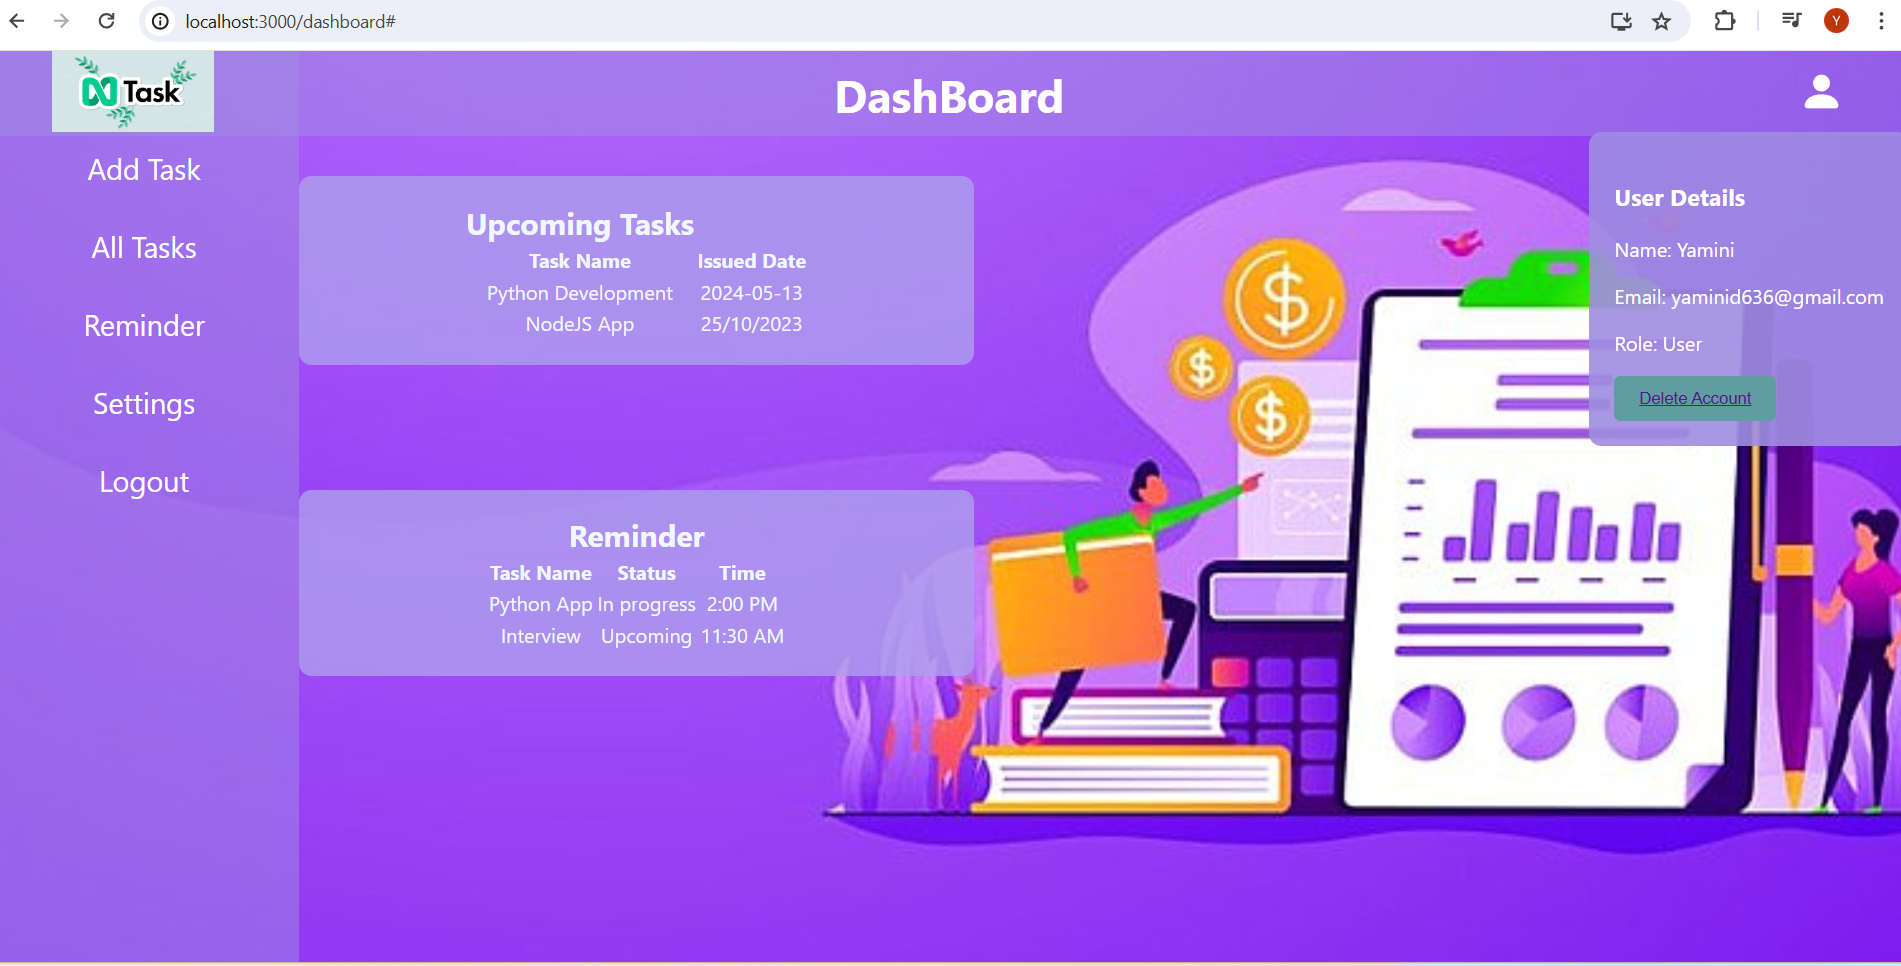 localhost:3000/dashboard#
Y
Task
DashBoard
Add Task
All Tasks
Reminder
Settings
Logout
Upcoming Tasks
Task Name Issued Date
Python Development 2024-05-13
NodeJS App 25/10/2023
Reminder
Task Name Status Time
Python App In progress 2:00 PM
Interview Upcoming 11:30 AM
User Details
Name: Yamini
Email: yaminid636@gmail.com
Role: User
Delete Account
$
$
$